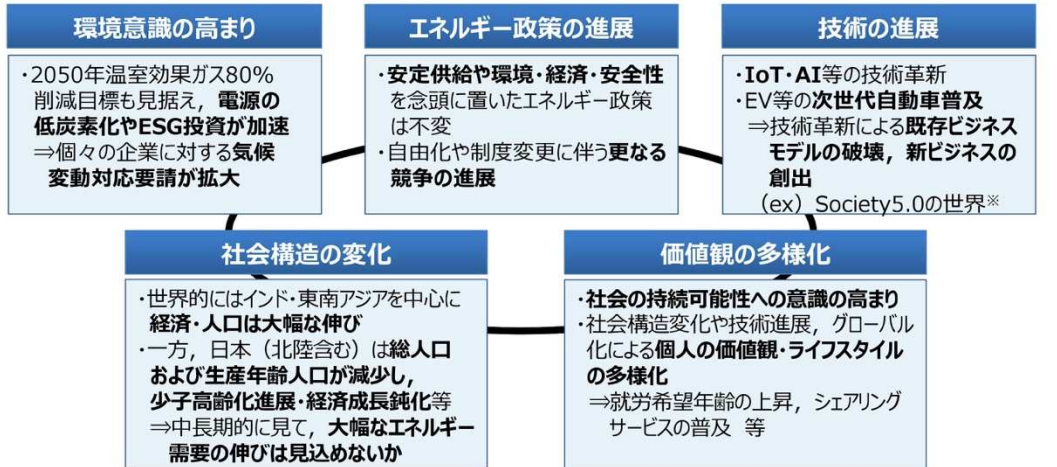 環境意識の高まり
・2050年温室効果ガス80%
削減目標も見据え，電源の
低炭素化やESG投資が加速
⇒個々の企業に対する気候
変動対応要請が拡大
エネルギー政策の進展
・安定供給や環境・経済・安全性
を念頭に置いたエネルギー政策
は不変
・自由化や制度変更に伴う更なる
競争の進展
技術の進展
・IoT・AI等の技術革新
・EV等の次世代自動車普及
⇒技術革新による既存ビジネス
モデルの破壊，新ビジネスの
創出
（ex）Society5.0の世界※
社会構造の変化
・世界的にはインド・東南アジアを中心に
経済・人口は大幅な伸び
・一方，日本（北陸含む）は総人口
および生産年齢人口が減少し，
少子高齢化進展・経済成長鈍化等
⇒中長期的に見て，大幅なエネルギー
需要の伸びは見込めないか
価値観の多様化
・社会の持続可能性への意識の高まり
・社会構造変化や技術進展，グローバル
化による個人の価値観・ライフスタイル
の多様化
⇒就労希望年齢の上昇，シェアリング
サービスの普及 等